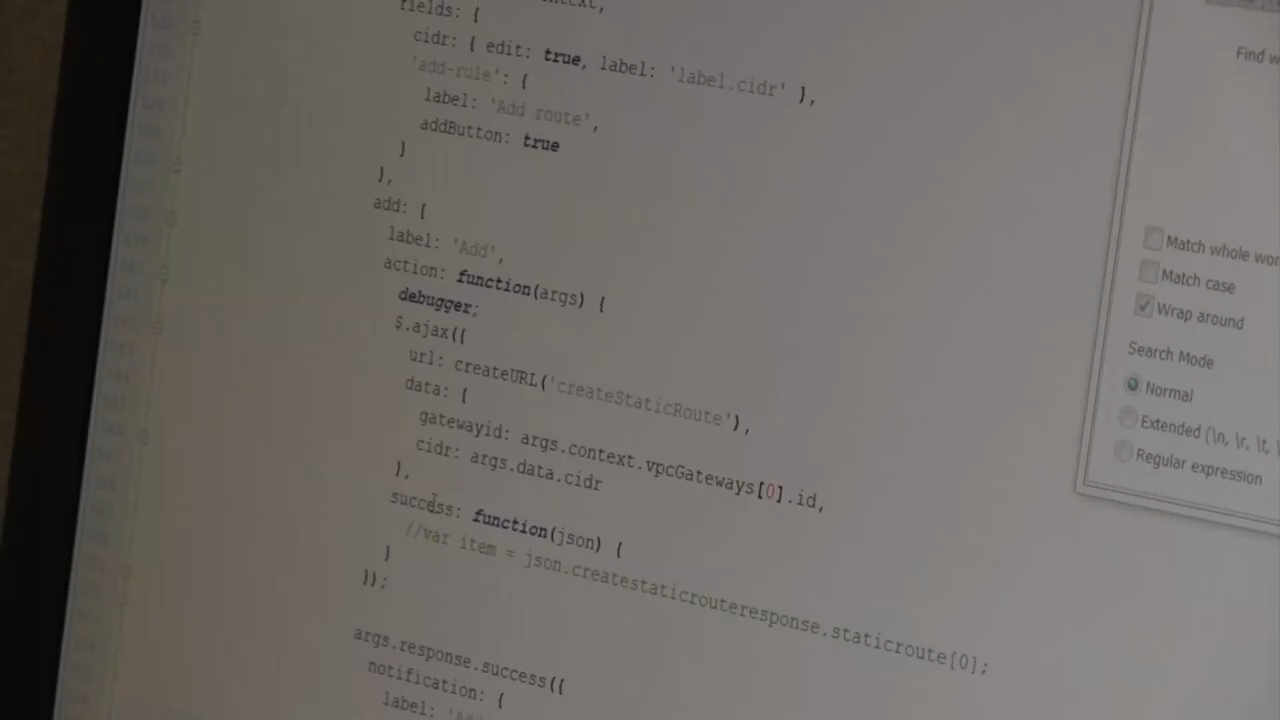 fields: {
cidr: { edit: true, label: 'label.cidr' },
'add-rule': {
label: 'Add route',
addButton: true
}
},
add: {
label: 'Add',
action: function(args) {
debugger;
$.ajax({
url: createURL('createStaticRoute'),
data: {
gatewayid: args.context.vpcGateways[0].id,
cidr: args.data.cidr
},
success: function(json) {
//var item = json.createstaticrouteresponse.staticroute[0];
}
});
args.response.success({
notification: {
label:
Find
Match whole
Match case
Wrap around
Search Mode
Normal
Extended (\n, \r, \t,
Regular expression